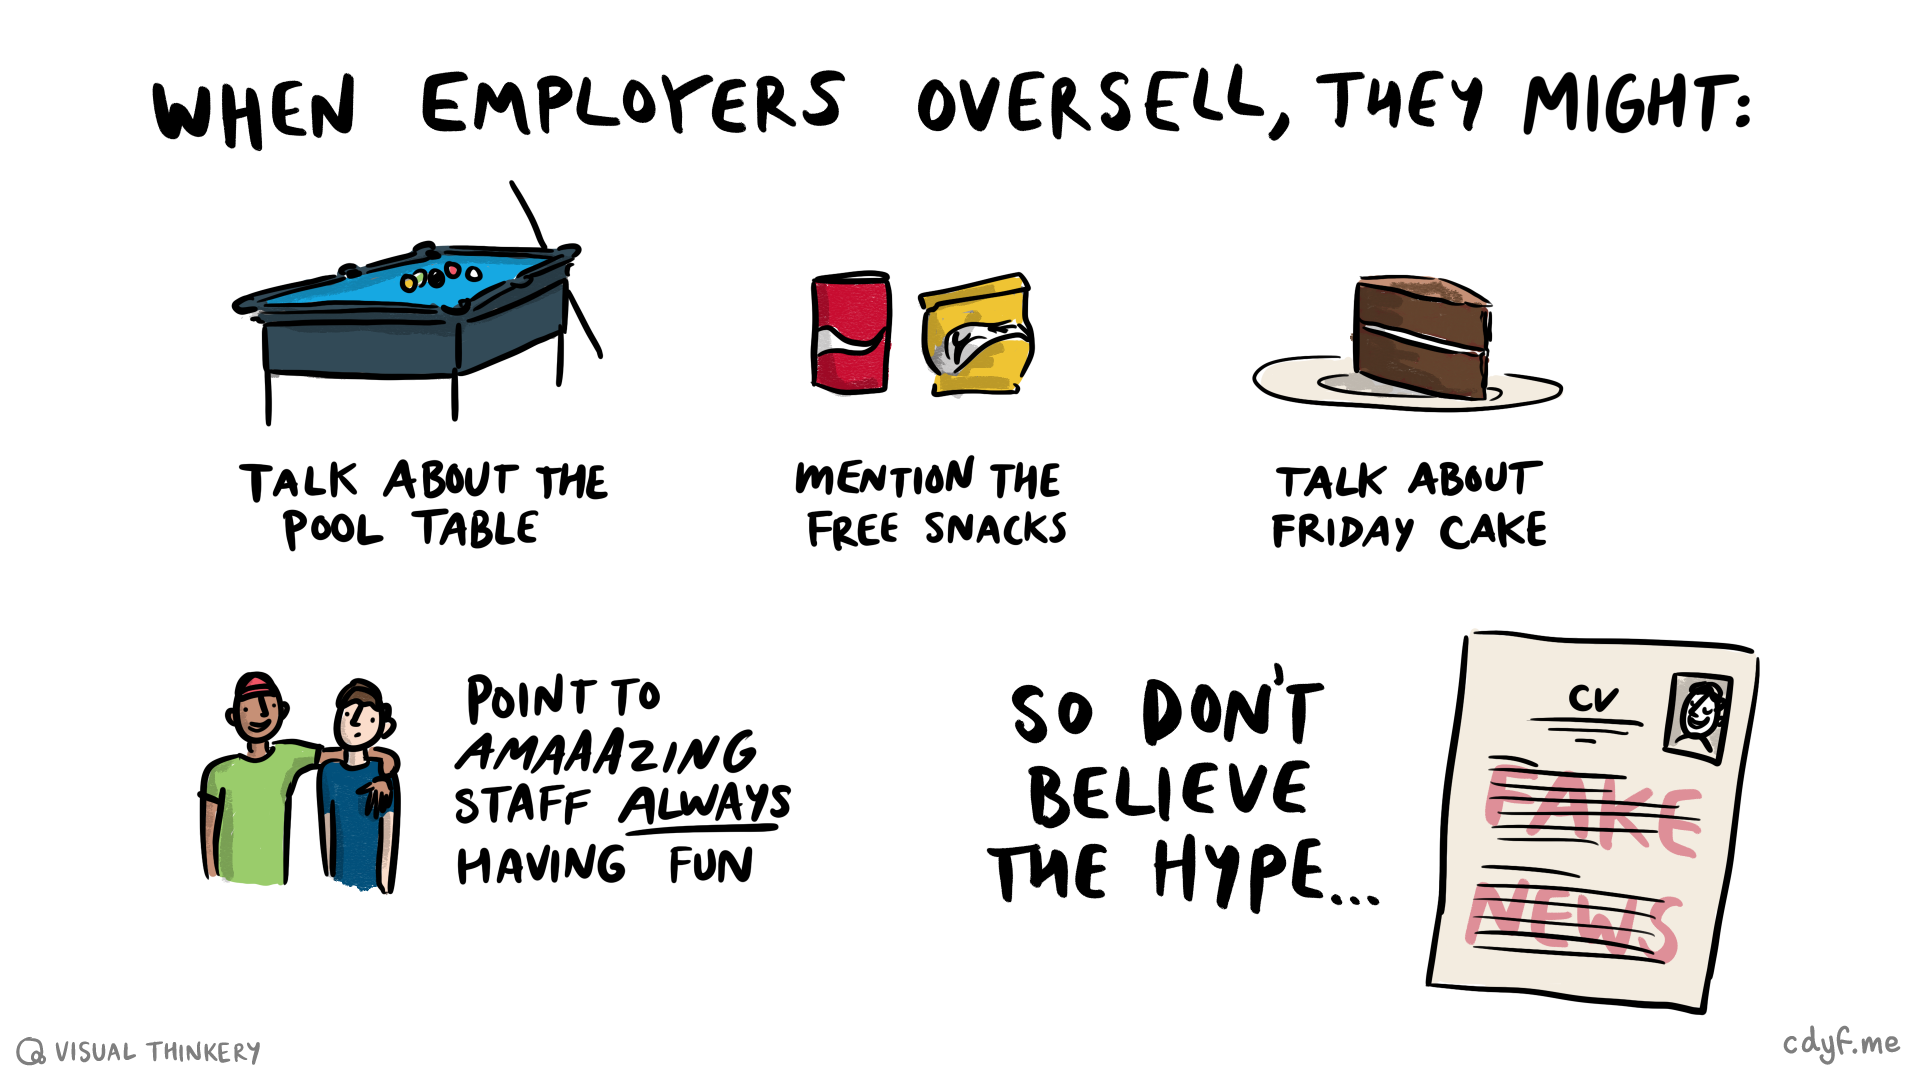 WHEN EMPLOYERS OVERSELL, THEY MIGHT:
TALK ABOUT THE
POOL TABLE
MENTION THE
FREE SNACKS
TALK ABOUT
FRIDAY CAKE
POINT TO
AMAAAZING
STAFF ALWAYS
HAVING FUN
SO DON'T
BELIEVE
THE HYPE...
CV
FAKE
NEWS
VISUAL THINKERY
cdyf.me